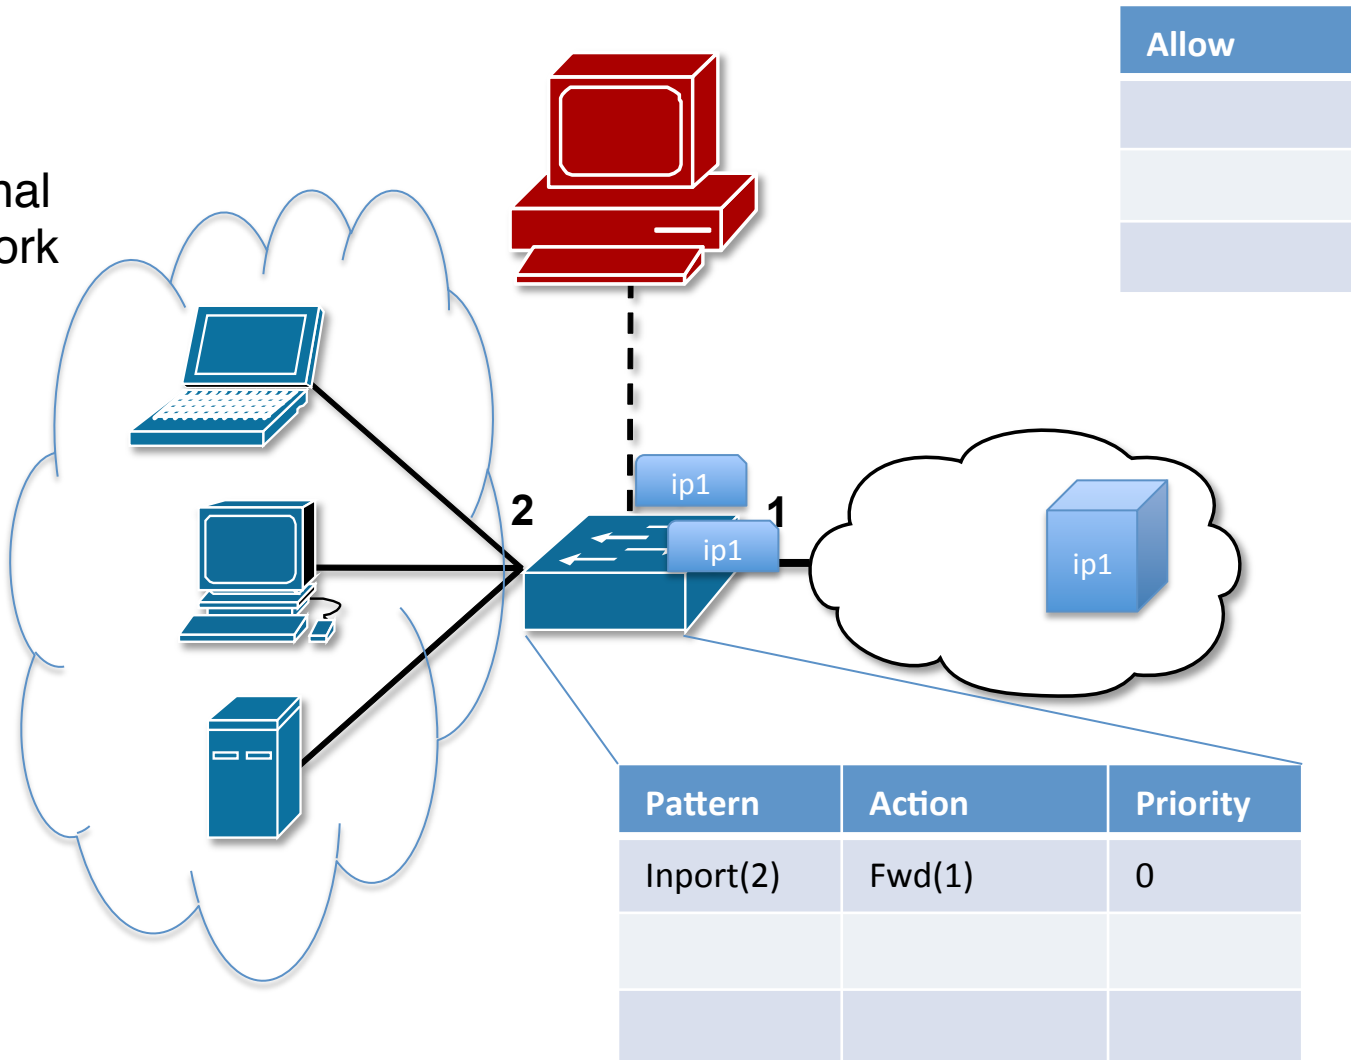 Allow
nal
ork
ip1
2
1
ip1
ip1
Pattern Action Priority
Inport(2) Fwd(1) 0